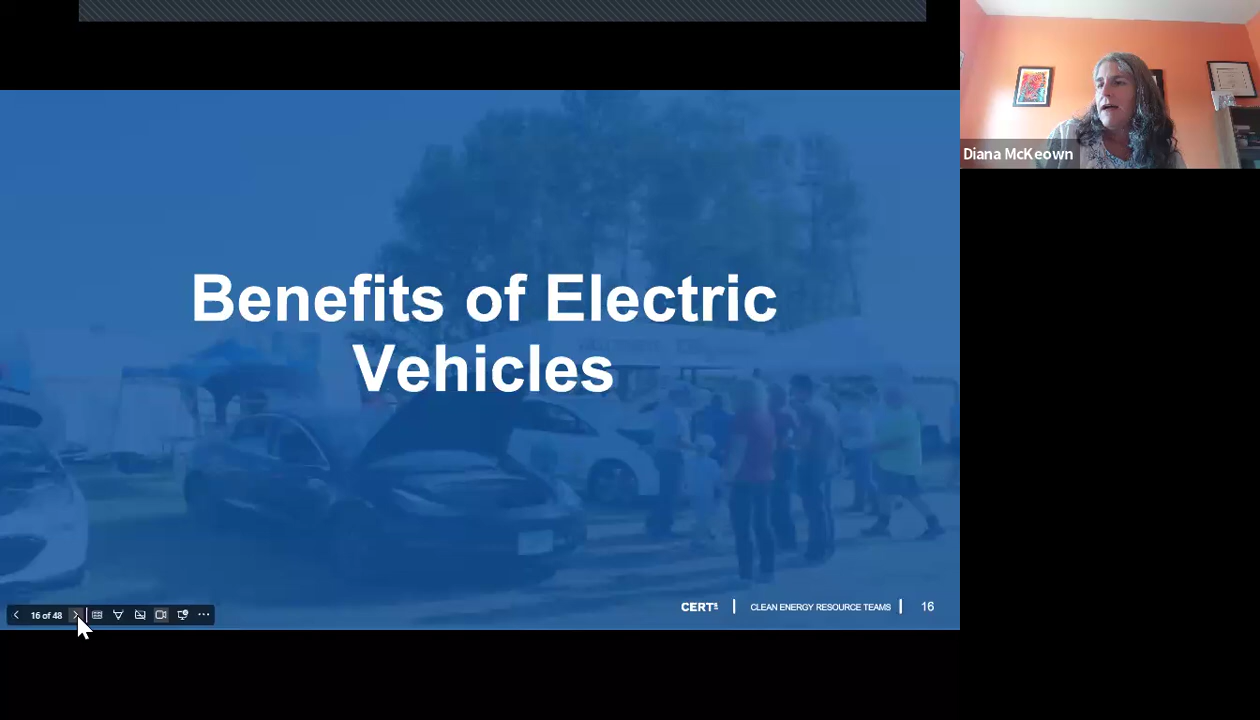 Diana McKeown
Benefits of Electric
Vehicles
16 of 48
CERTs
CLEAN ENERGY RESOURCE TEAMS
16